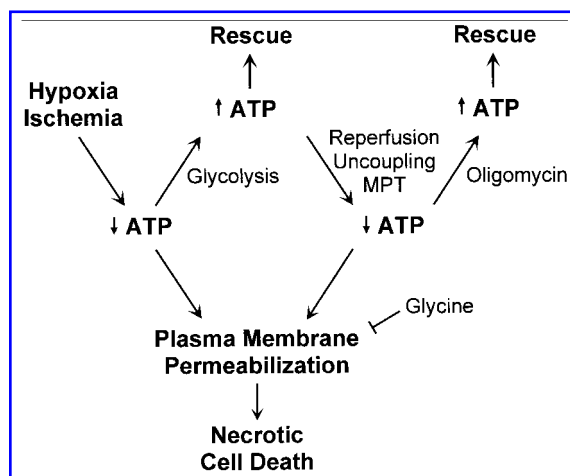 Rescue
Rescue
Hypoxia
Ischemia
↑ ATP
↑ ATP
Reperfusion
Uncoupling
MPT
Glycolysis
Oligomycin
↓ ATP
↓ ATP
Glycine
Plasma Membrane
Permeabilization
Necrotic
Cell Death